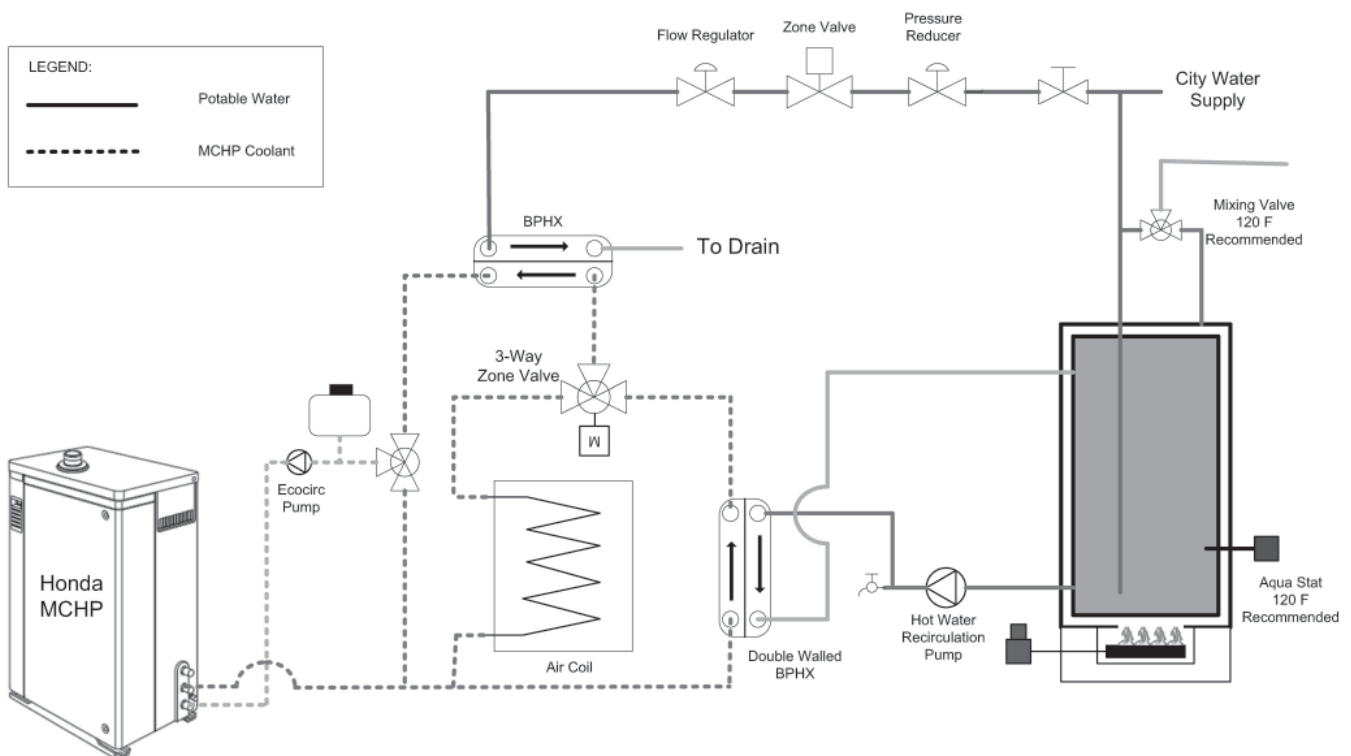 LEGEND:
Potable Water
MCHP Coolant
Flow Regulator
Zone Valve
Pressure
Reducer
City Water
Supply
Mixing Valve
120 F
Recommended
BPHX
To Drain
3-Way
Zone Valve
M
Ecocirc
Pump
Honda
MCHP
Air Coil
Double Walled
BPHX
Hot Water
Recirculation
Pump
Aqua Stat
120 F
Recommended